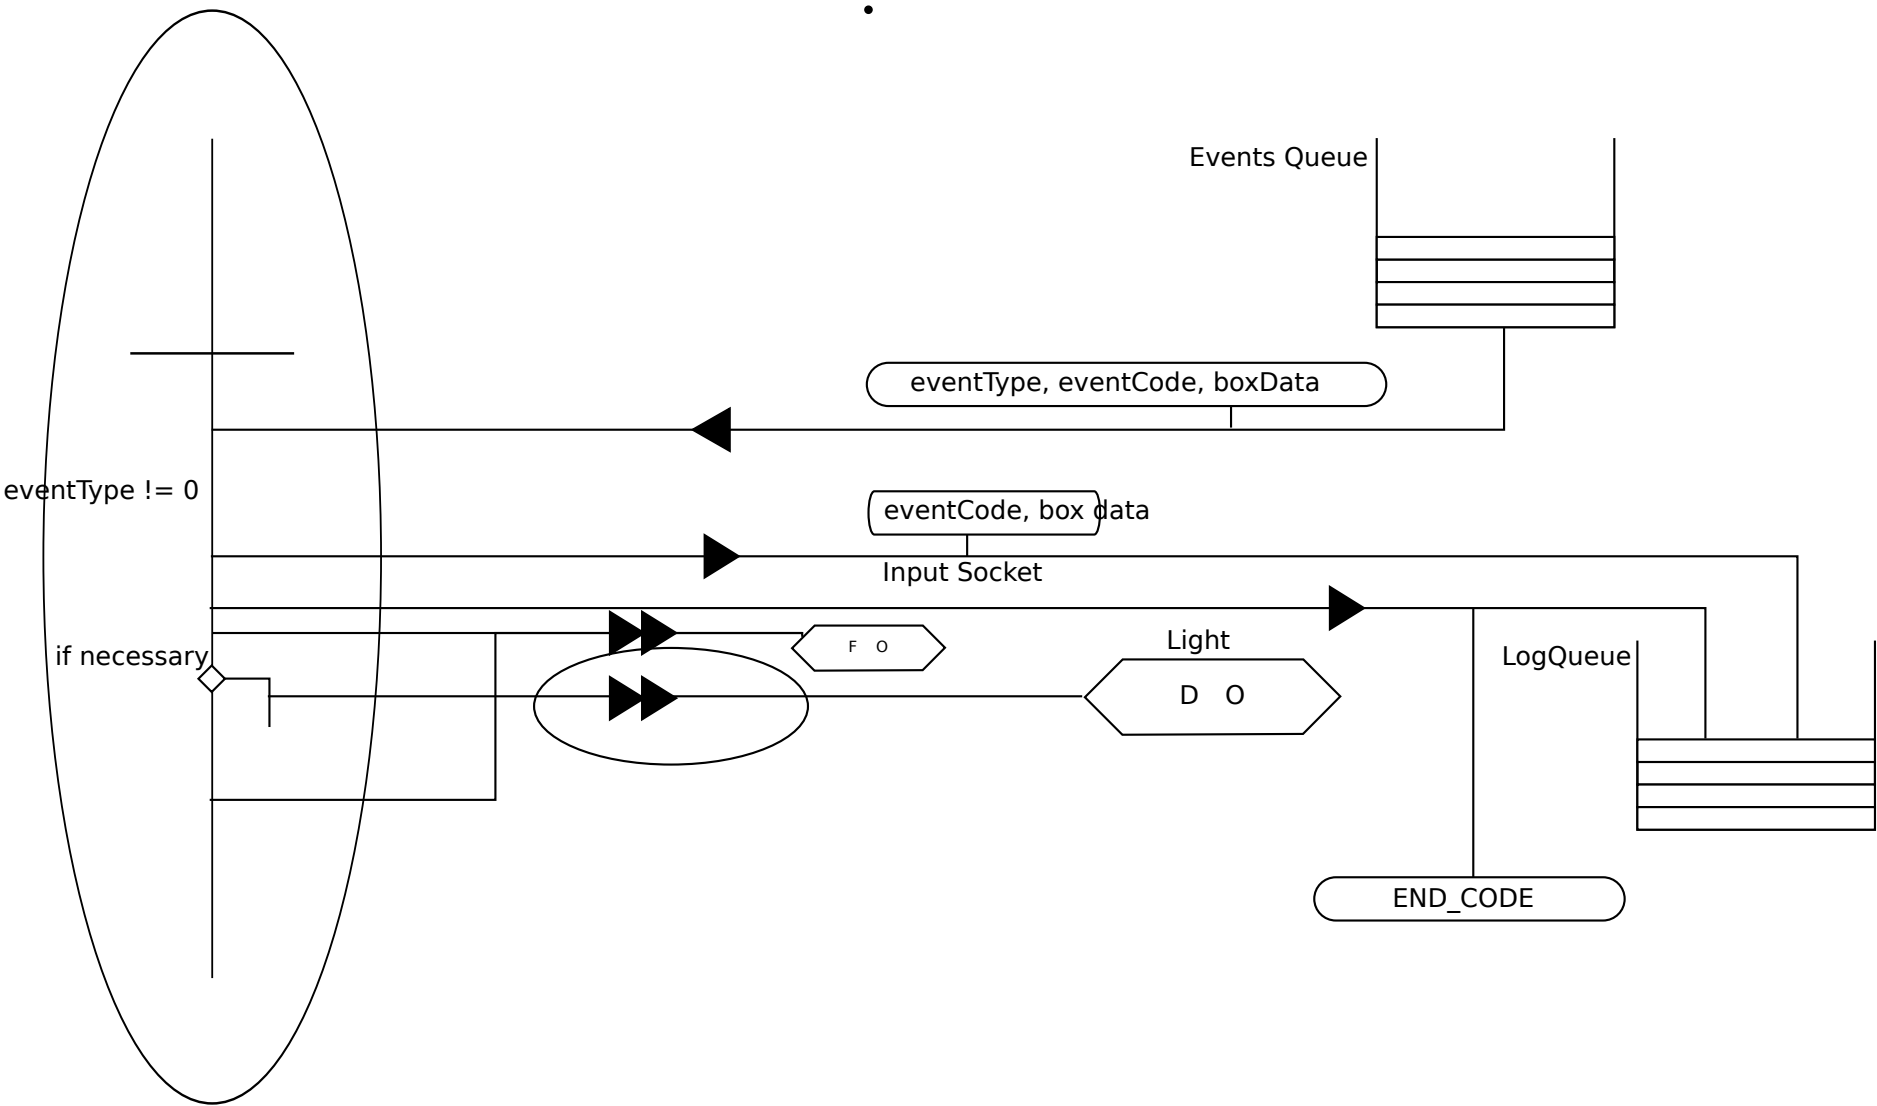 Events Queue
eventType, eventCode, boxData
eventType != 0
eventCode, box data
Input Socket
Light
if necessary
F O
LogQueue
D O
END_CODE